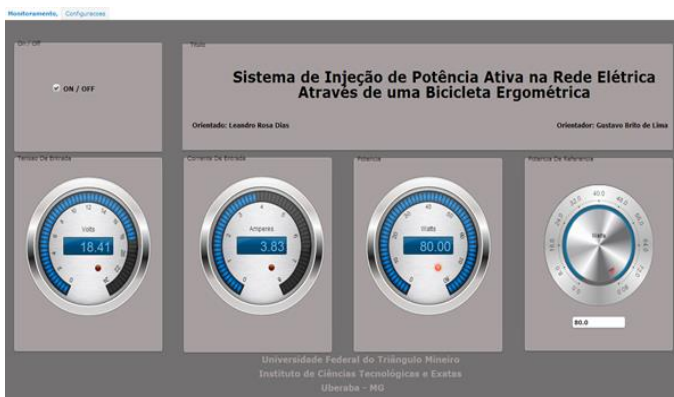 Monitoramento, Configuracoes
On / Off
ON / OFF
Título
Sistema de Injeção de Potência Ativa na Rede Elétrica
Através de uma Bicicleta Ergométrica
Orientado: Leandro Rosa Dias
Orientador: Gustavo Brito de Lima
Tensao De Entrada
Volts
18.41
Corrente De Entrada
Amperes
3.83
Potencia
Watts
80.00
Potencia De Referencia
Watts
80.0
Universidade Federal do Triângulo Mineiro
Instituto de Ciências Tecnológicas e Exatas
Uberaba - MG